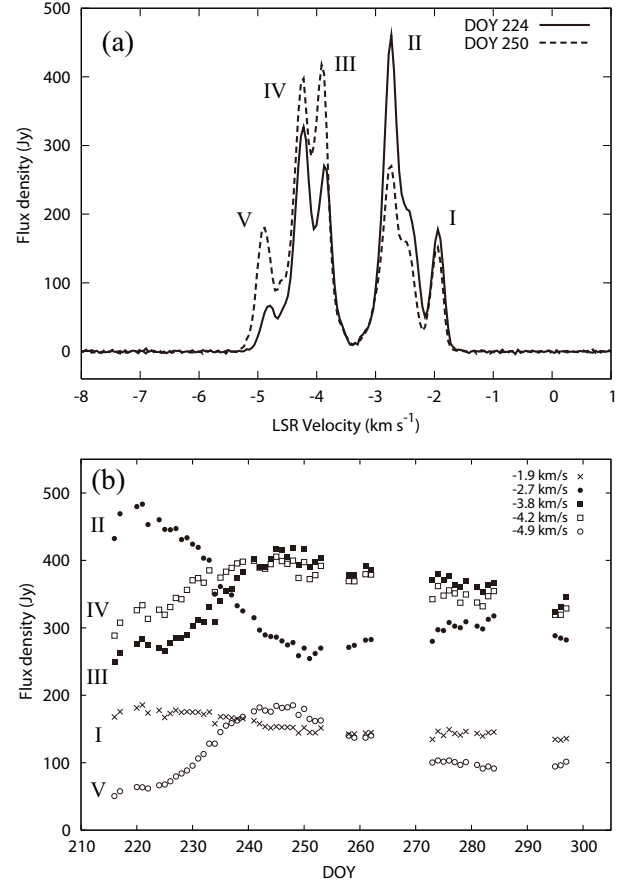 (a)
II
DOY 224
DOY 250
III
IV
V
I
Flux density (Jy)
500
400
300
200
100
0
-8 -7 -6 -5 -4 -3 -2 -1 0 1
LSR Velocity (km s⁻¹)
(b)
-1.9 km/s
-2.7 km/s
-3.8 km/s
-4.2 km/s
-4.9 km/s
II
IV
III
I
V
Flux density (Jy)
500
400
300
200
100
0
210 220 230 240 250 260 270 280 290 300
DOY